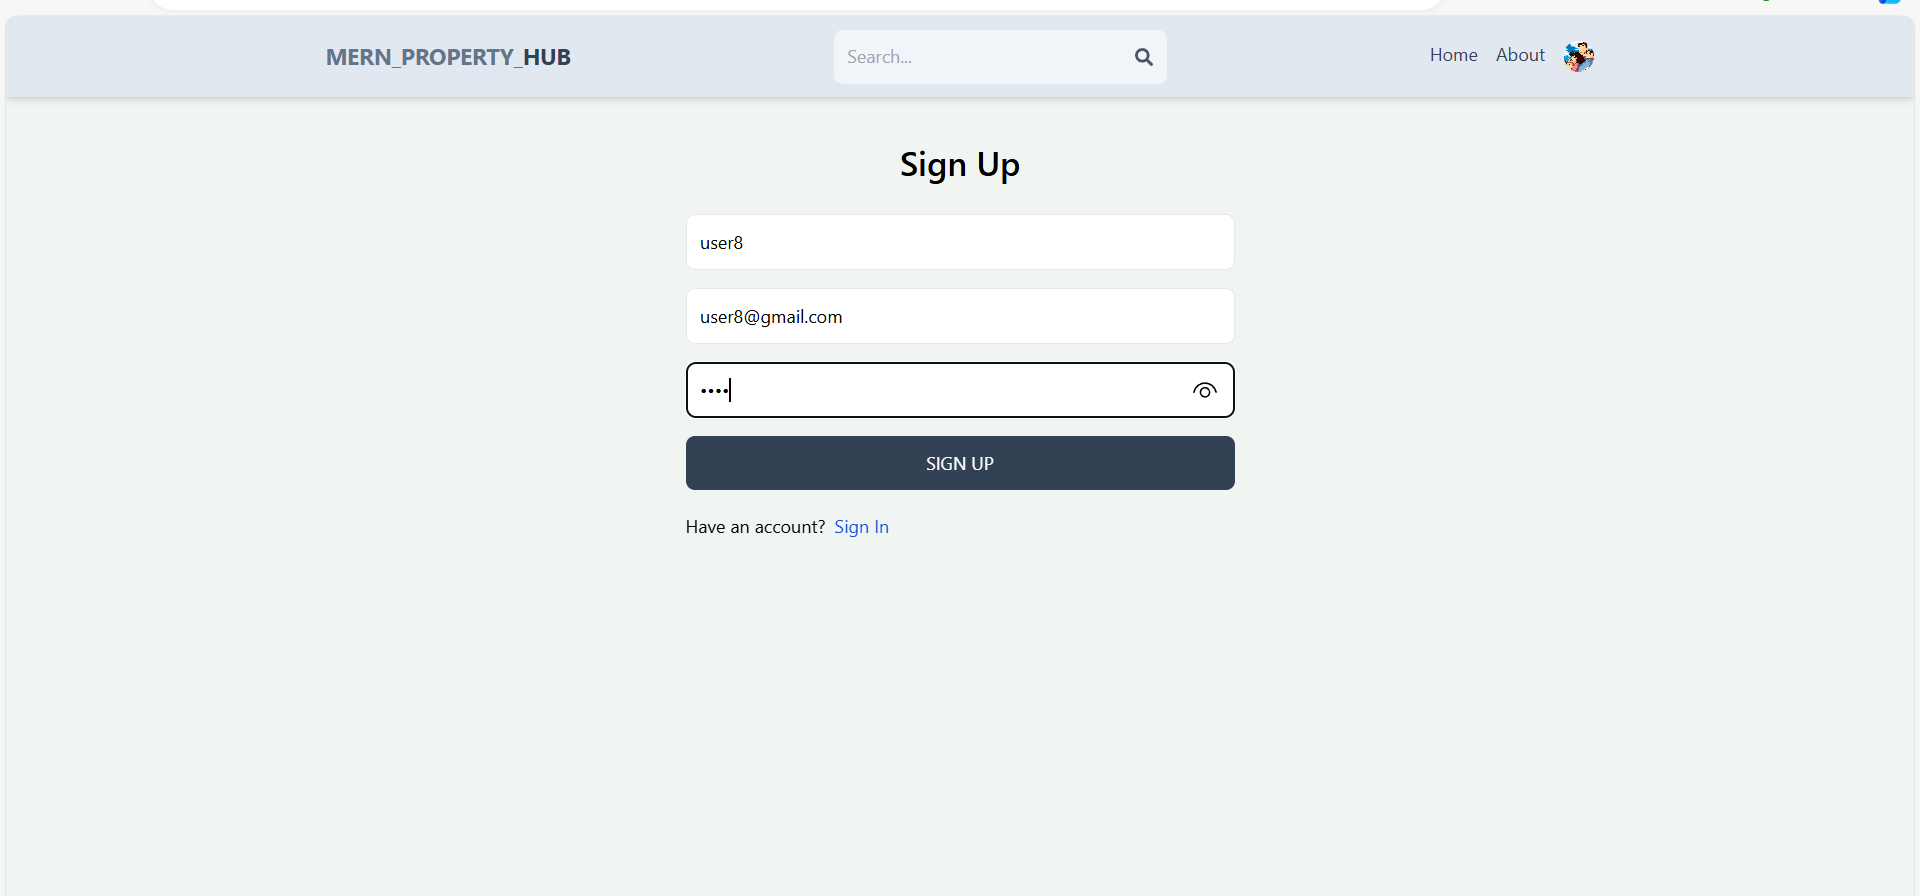 MERN_PROPERTY_HUB
Search...
Home
About
Sign Up
user8
user8@gmail.com
••••
SIGN UP
Have an account? Sign In